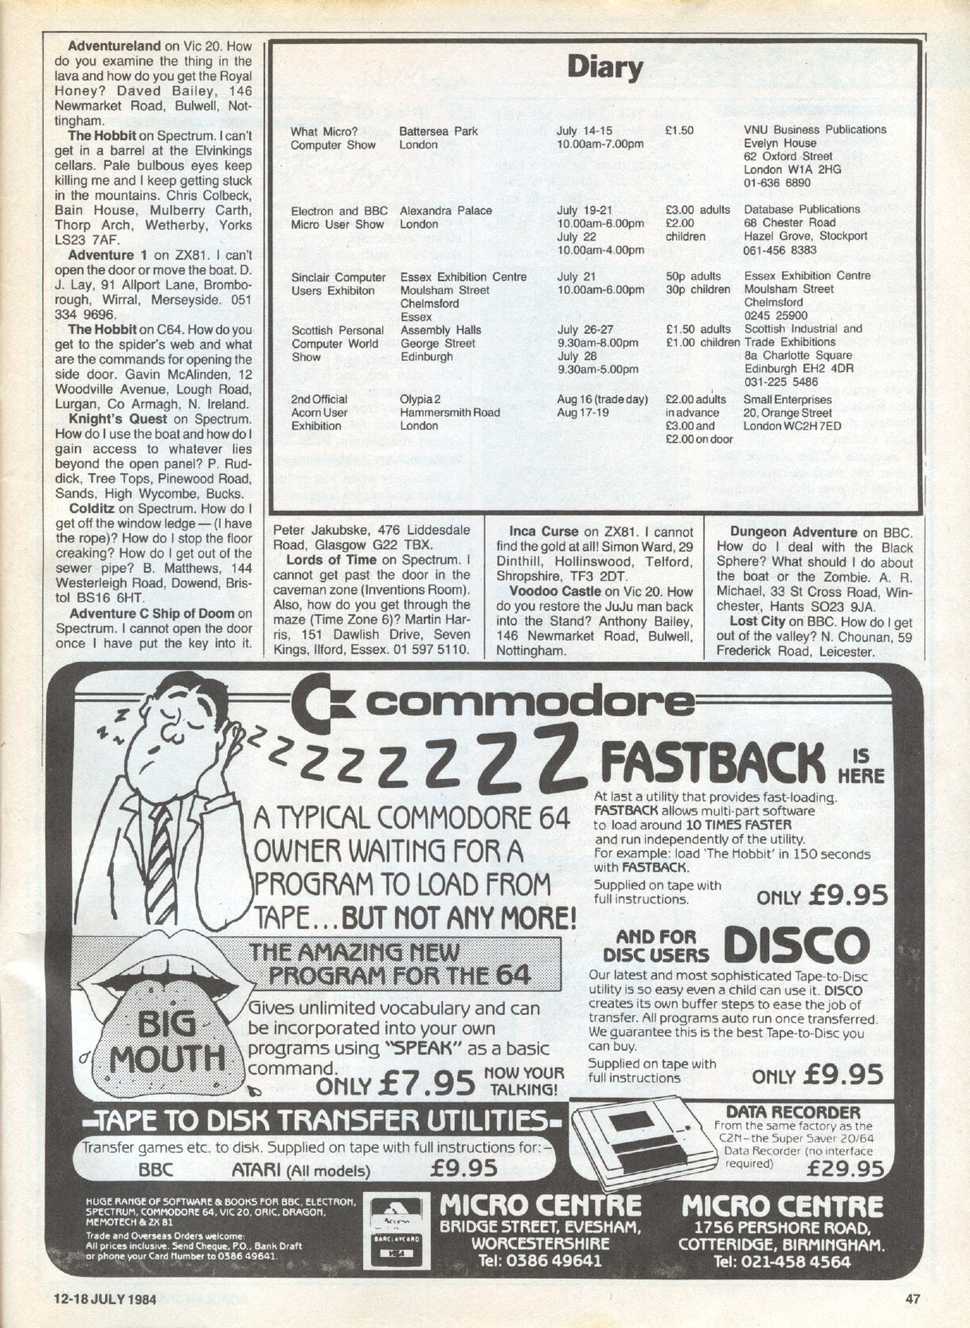 Adventureland on Vic 20. How
do you examine the thing in the
lava and how do you get the Royal
Honey? Daved Bailey, 146
Newmarket Road, Bulwell, Not-
tingham.
The Hobbit on Spectrum. I can't
get in a barrel at the Elvinkings
cellars. Pale bulbous eyes keep
killing me and I keep getting stuck
in the mountains. Chris Colbeck,
Bain House, Mulberry Carth,
Thorp Arch, Wetherby, Yorks
LS23 7AF.
Adventure 1 on ZX81. I can't
open the door or move the boat. D.
J. Lay, 91 Allport Lane, Brombo-
rough, Wirral, Merseyside. 051
334 9696.
The Hobbit on C64. How do you
get to the spider's web and what
are the commands for opening the
side door. Gavin McAlinden, 12
Woodville Avenue, Lough Road,
Lurgan, Co Armagh, N. Ireland.
Knight's Quest on Spectrum.
How do I use the boat and how do I
gain access to whatever lies
beyond the open panel? P. Rud-
dick, Tree Tops, Pinewood Road,
Sands, High Wycombe, Bucks.
Colditz on Spectrum. How do I
get off the window ledge — (I have
the rope)? How do I stop the floor
creaking? How do I get out of the
sewer pipe? B. Matthews, 144
Westerleigh Road, Dowend, Bris-
tol BS16 6HT.
Adventure C Ship of Doom on
Spectrum. I cannot open the door
once I have put the key into it.
Peter Jakubske, 476 Liddesdale
Road, Glasgow G22 TBX.
Lords of Time on Spectrum. I
cannot get past the door in the
caveman zone (Inventions Room).
Also, how do you get through the
maze (Time Zone 6)? Martin Har-
ris, 151 Dawlish Drive, Seven
Kings, Ilford, Essex. 01 597 5110.
Inca Curse on ZX81. I cannot
find the gold at all! Simon Ward, 29
Dinthill, Hollinswood, Telford,
Shropshire, TF3 2DT.
Voodoo Castle on Vic 20. How
do you restore the JuJu man back
into the Stand? Anthony Bailey,
146 Newmarket Road, Bulwell,
Nottingham.
Dungeon Adventure on BBC.
How do I deal with the Black
Sphere? What should I do about
the boat or the Zombie. A. R.
Michael, 33 St Cross Road, Win-
chester, Hants SO23 9JA.
Lost City on BBC. How do I get
out of the valley? N. Chounan, 59
Frederick Road, Leicester.
Diary
What Micro? Battersea Park July 14-15 £1.50 VNU Business Publications
Computer Show London 10.00am-7.00pm Evelyn House
62 Oxford Street
London W1A 2HG
01-636 6890
Electron and BBC Alexandra Palace July 19-21 £3.00 adults Database Publications
Micro User Show London 10.00am-6.00pm £2.00 68 Chester Road
July 22 children Hazel Grove, Stockport
10.00am-4.00pm 061-456 8383
Sinclair Computer Essex Exhibition Centre July 21 50p adults Essex Exhibition Centre
Users Exhibiton Moulsham Street 10.00am-6.00pm 30p children Moulsham Street
Chelmsford Chelmsford
Essex 0245 25900
Scottish Personal Assembly Halls July 26-27 £1.50 adults Scottish Industrial and
Computer World George Street 9.30am-8.00pm £1.00 children Trade Exhibitions
Show Edinburgh July 28 8a Charlotte Square
9.30am-5.00pm Edinburgh EH2 4DR
031-225 5486
2nd Official Olypia 2 Aug 16 (trade day) £2.00 adults Small Enterprises
Acorn User Hammersmith Road Aug 17-19 in advance 20, Orange Street
Exhibition London £3.00 and London WC2H 7ED
£2.00 on door
commodore
z z z z z z z z z z z z
A TYPICAL COMMODORE 64
OWNER WAITING FOR A
PROGRAM TO LOAD FROM
TAPE...BUT NOT ANY MORE!
FASTBACK IS HERE
At last a utility that provides fast-loading.
FASTBACK allows multi-part software
to load around 10 TIMES FASTER
and run independently of the utility.
For example: load 'The Hobbit' in 150 seconds
with FASTBACK.
Supplied on tape with
full instructions. ONLY £9.95
THE AMAZING NEW
PROGRAM FOR THE 64
BIG
MOUTH
Gives unlimited vocabulary and can
be incorporated into your own
programs using "SPEAK" as a basic
command.
ONLY £7.95 NOW YOUR
TALKING!
AND FOR
DISC USERS DISCO
Our latest and most sophisticated Tape-to-Disc
utility is so easy even a child can use it. DISCO
creates its own buffer steps to ease the job of
transfer. All programs auto run once transferred.
We guarantee this is the best Tape-to-Disc you
can buy.
Supplied on tape with
full instructions ONLY £9.95
TAPE TO DISK TRANSFER UTILITIES
Transfer games etc. to disk. Supplied on tape with full instructions for:-
BBC ATARI (All models) £9.95
DATA RECORDER
From the same factory as the
C2N-the Super Saver 20/64
Data Recorder (no interface
required) £29.95
HUGE RANGE OF SOFTWARE & BOOKS FOR BBC, ELECTRON,
SPECTRUM, COMMODORE 64, VIC 20, ORIC, DRAGON,
MEMOTECH & ZX 81
Trade and Overseas Orders welcome:
All prices inclusive. Send Cheque, P.O., Bank Draft
or phone your Card Number to 0386 49641.
Access
BARCLAYCARD
VISA
MICRO CENTRE
BRIDGE STREET, EVESHAM,
WORCESTERSHIRE
Tel: 0386 49641
MICRO CENTRE
1756 PERSHORE ROAD,
COTTERIDGE, BIRMINGHAM.
Tel: 021-458 4564
12-18 JULY 1984
47